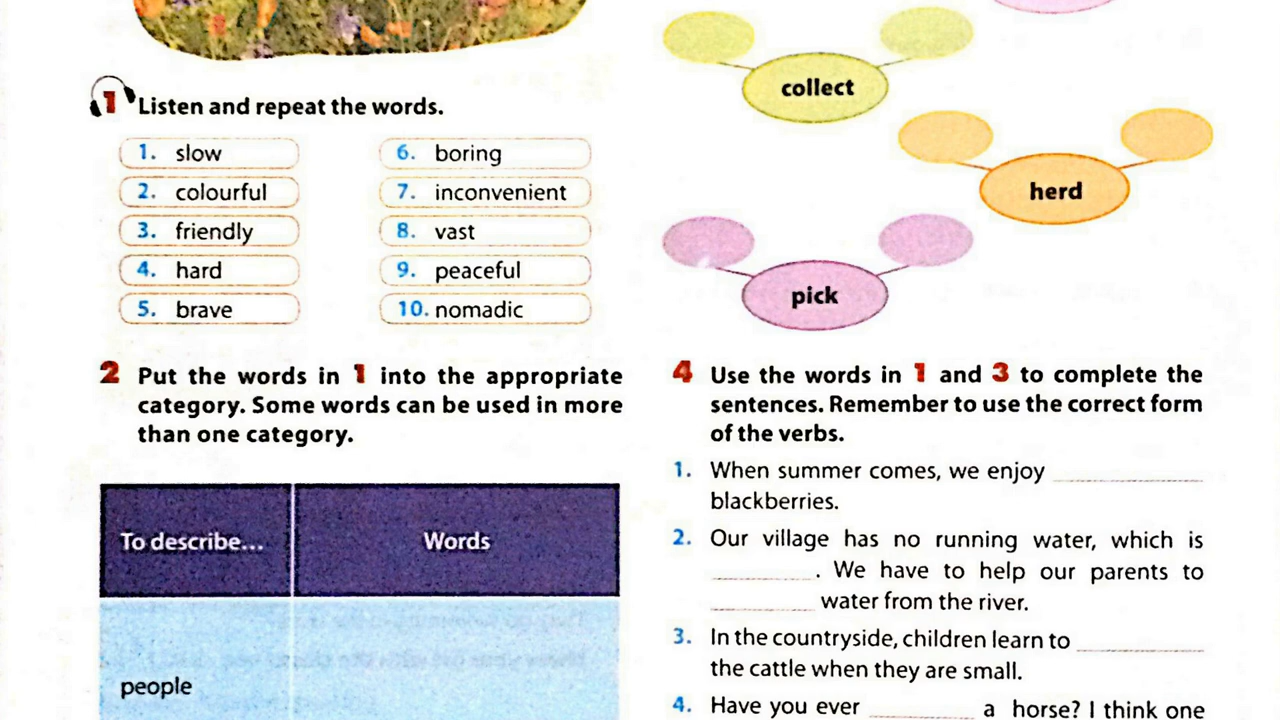 1 Listen and repeat the words.
1. slow
2. colourful
3. friendly
4. hard
5. brave
6. boring
7. inconvenient
8. vast
9. peaceful
10. nomadic
2 Put the words in 1 into the appropriate
category. Some words can be used in more
than one category.
To describe... Words
people
collect
herd
pick
4 Use the words in 1 and 3 to complete the
sentences. Remember to use the correct form
of the verbs.
1. When summer comes, we enjoy ____________
blackberries.
2. Our village has no running water, which is
____________. We have to help our parents to
____________ water from the river.
3. In the countryside, children learn to ____________
the cattle when they are small.
4. Have you ever ____________ a horse? I think one